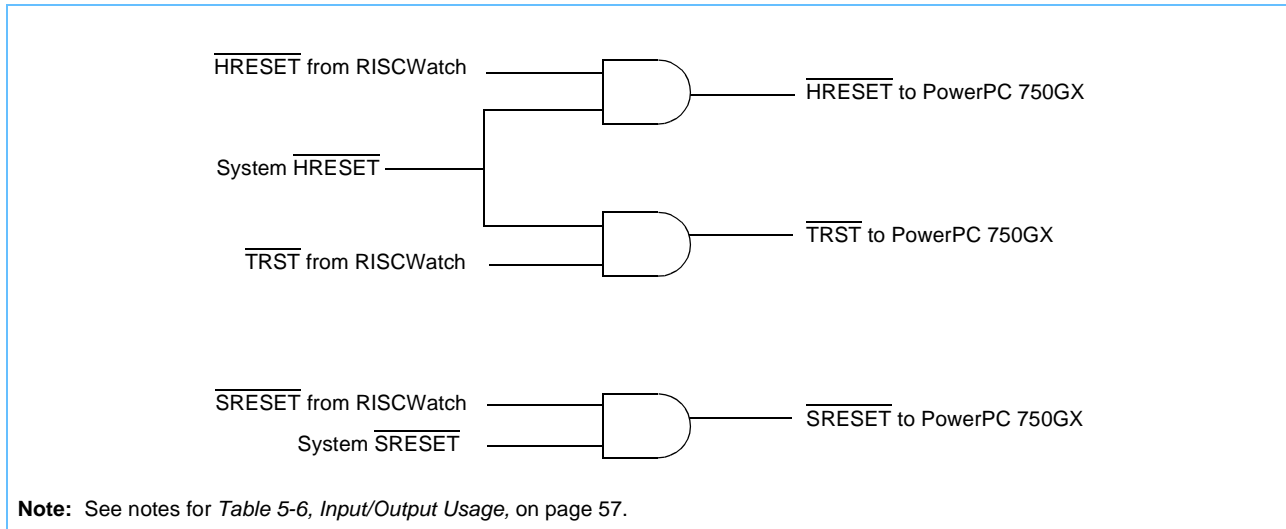 HRESET from RISCWatch
HRESET to PowerPC 750GX
System HRESET
TRST to PowerPC 750GX
TRST from RISCWatch
SRESET from RISCWatch
SRESET to PowerPC 750GX
System SRESET
Note: See notes for Table 5-6, Input/Output Usage, on page 57.